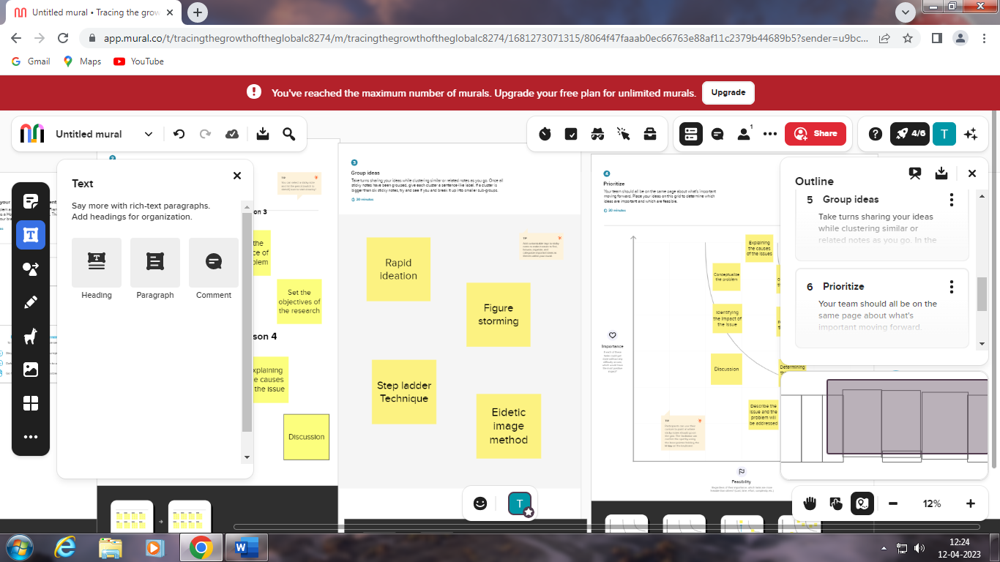 Untitled mural • Tracing the grow
app.mural.co/t/tracingthegrowthoftheglobalc8274/m/tracingthegrowthoftheglobalc8274/1681273071315/8064f47faaab0ec66763e88af11c2379b44689b5?sender=u9bc...
Gmail
Maps
YouTube
You've reached the maximum number of murals. Upgrade your free plan for unlimited murals.
Upgrade
Untitled mural
1
Share
4/6
T
Text
Say more with rich-text paragraphs.
Add headings for organization.
Heading
Paragraph
Comment
on 3
the
ce of
blem
Set the
objectives of
the research
son 4
xplaining
e causes
the issue
Discussion
3
Group ideas
Take turns sharing your ideas while clustering similar or related notes as you go. Once all
sticky notes have been grouped, give each cluster a sentence-like label. If a cluster is
bigger than six sticky notes, try and see if you and break it up into smaller sub-groups.
20 minutes
TIP
Rapid
ideation
Figure
storming
Step ladder
Technique
Eidetic
image
method
4
Prioritize
Your team should all be on the same page about what's important
moving forward. Place your ideas on this grid to determine which
ideas are important and which are feasible.
20 minutes
Explaining
the causes
of the issues
Conceptualize
the problem
Identifying
the impact of
the issue
Discussion
Determining
Describe the
issue and the
problem will
be addressed
Importance
TIP
Feasibility
Outline
5 Group ideas
Take turns sharing your ideas
while clustering similar or
related notes as you go. In the
6 Prioritize
Your team should all be on the
same page about what's
important moving forward.
T
12%
12:24
12-04-2023